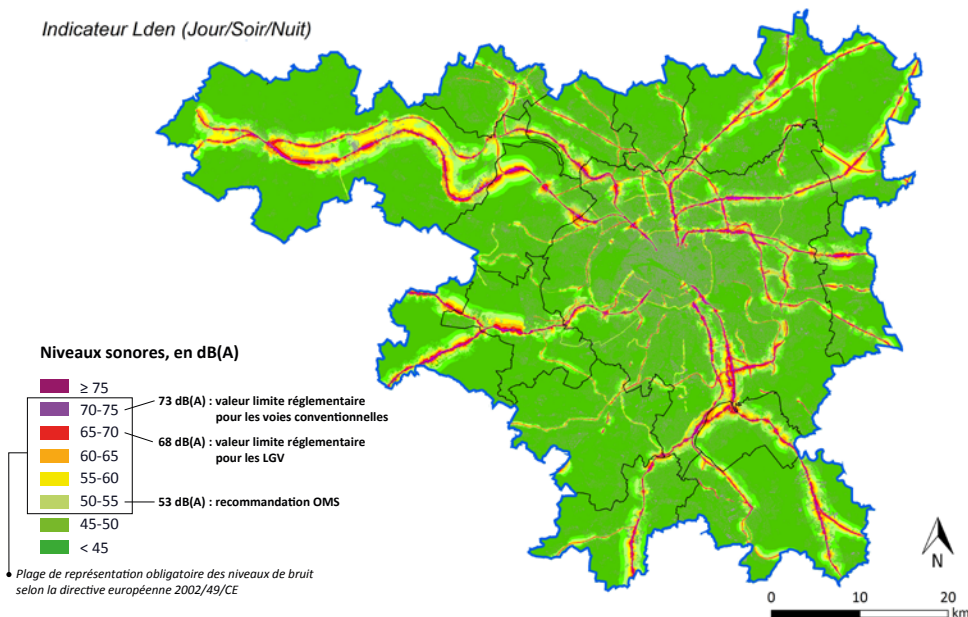 Indicateur Lden (Jour/Soir/Nuit)
Niveaux sonores, en dB(A)
≥ 75
70-75
73 dB(A) : valeur limite réglementaire
pour les voies conventionnelles
65-70
68 dB(A) : valeur limite réglementaire
pour les LGV
60-65
55-60
50-55
53 dB(A) : recommandation OMS
45-50
< 45
• Plage de représentation obligatoire des niveaux de bruit
selon la directive européenne 2002/49/CE
N
0 10 20
km